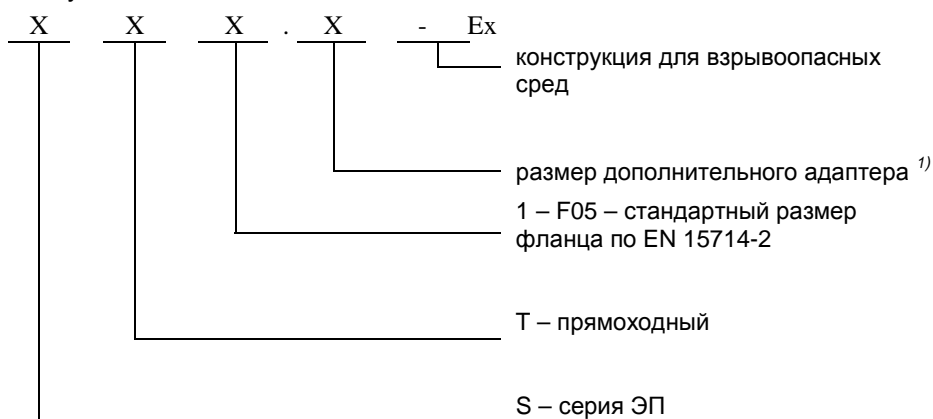 X X X . X - Ex
конструкция для взрывоопасных
сред
размер дополнительного адаптера 1)
1 – F05 – стандартный размер
фланца по EN 15714-2
T – прямоходный
S – серия ЭП